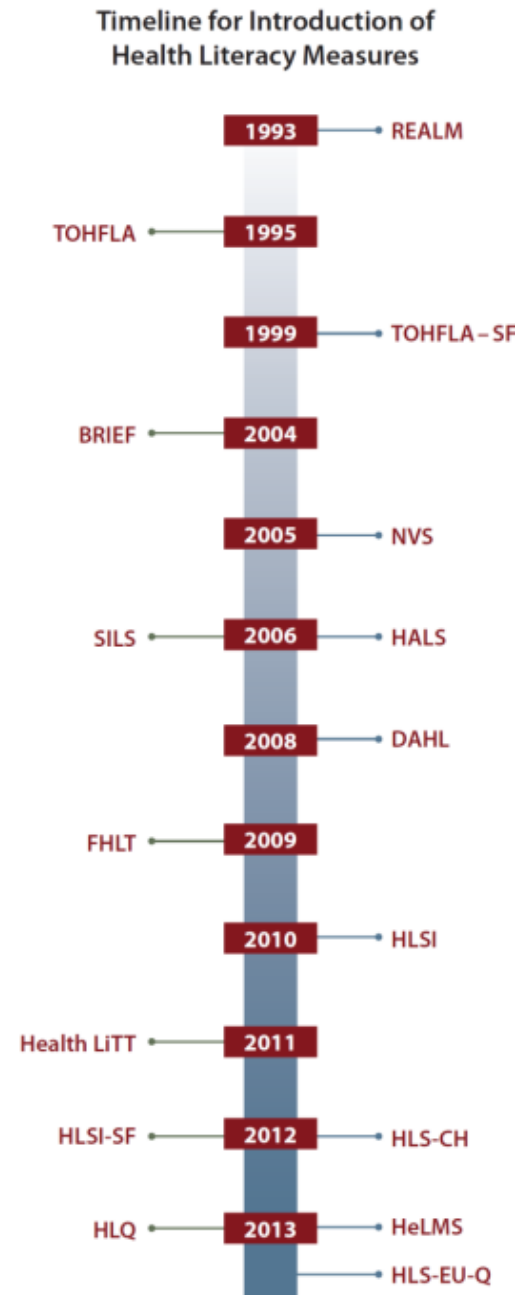 Timeline for Introduction of
Health Literacy Measures
1993 REALM
TOHFLA 1995
1999 TOHFLA – SF
BRIEF 2004
2005 NVS
SILS 2006 HALS
2008 DAHL
FHLT 2009
2010 HLSI
Health LiTT 2011
HLSI-SF 2012 HLS-CH
HLQ 2013 HeLMS
HLS-EU-Q